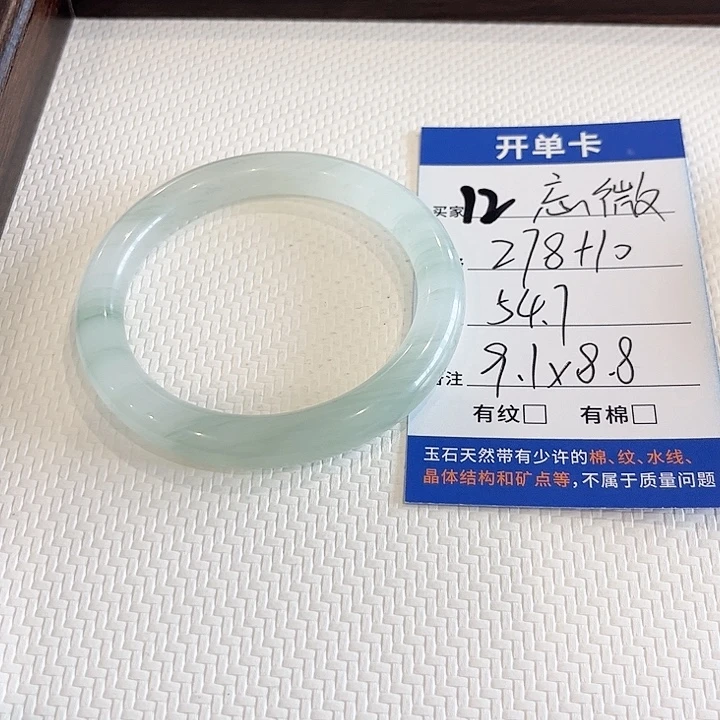 开单卡
买家 12 忘微
278+10
54.7
注 9.1x8.8
有纹□ 有棉□
玉石天然带有少许的棉、纹、水线、
晶体结构和矿点等,不属于质量问题